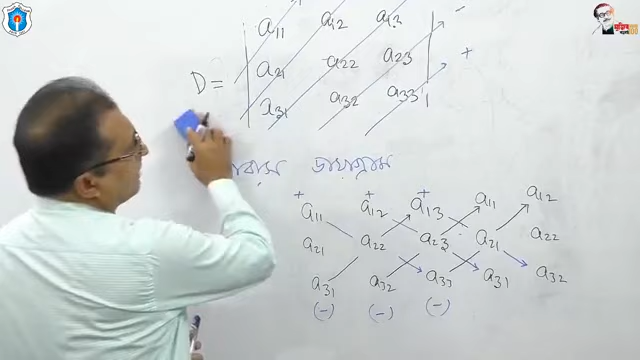 a11 a12 a13 -
D = a21 a22 a23 +
a31 a32 a33
ডায়াগ্রাম
+ + +
a11 a12 a13 a11 a12
a21 a22 a23 a21 a22
a31 a32 a33 a31 a32
(-) (-) (-)